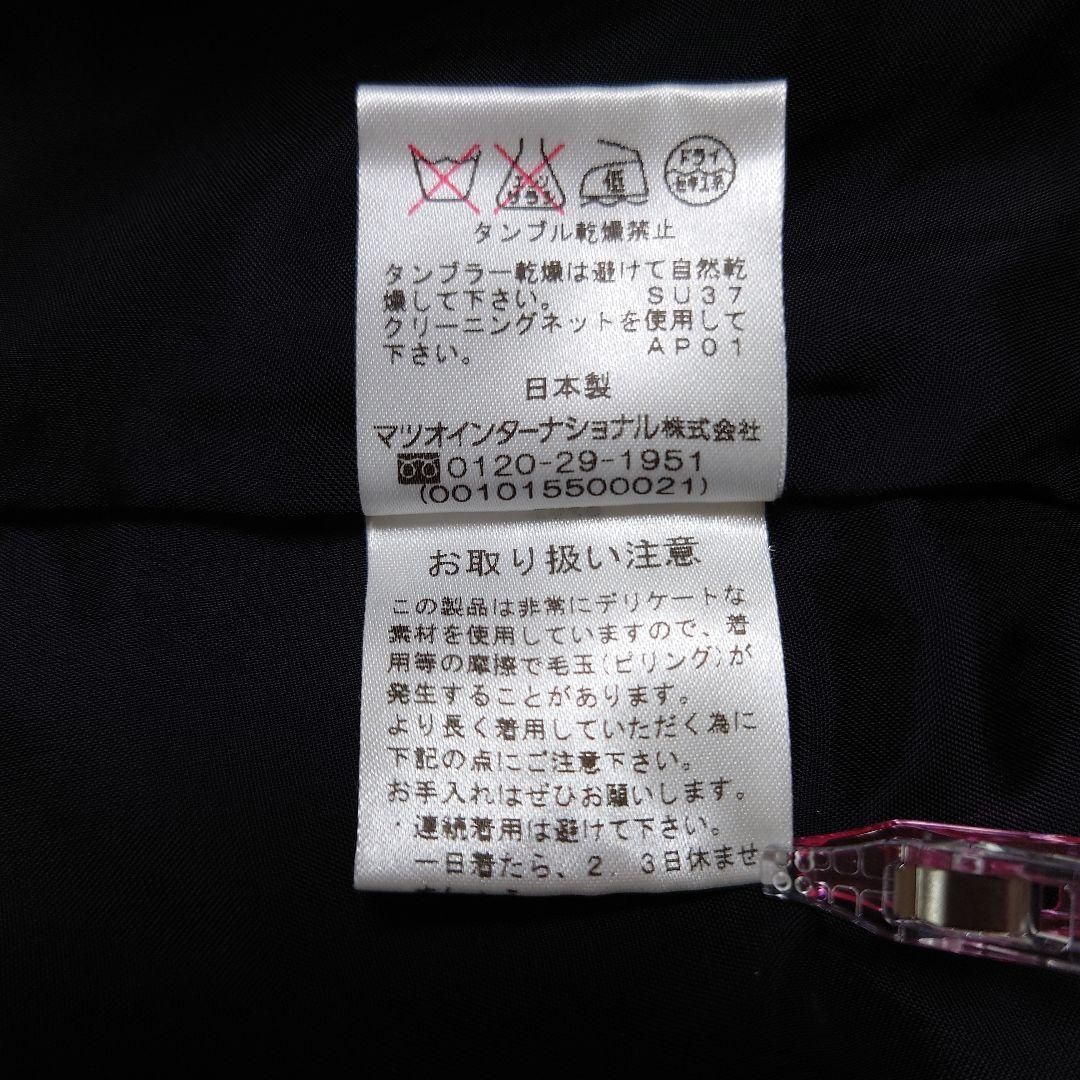 エンソ
サラシ
低
ドライ
セキユ系
タンブル乾燥禁止
タンブラー乾燥は避けて自然乾
燥して下さい。 SU37
クリーニングネットを使用して
下さい。 AP01
日本製
マツオインターナショナル株式会社
0120-29-1951
(001015500021)
お取り扱い注意
この製品は非常にデリケートな
素材を使用していますので、着
用等の摩擦で毛玉(ピリング)が
発生することがあります。
より長く着用していただく為に
下記の点にご注意下さい。
お手入れはぜひお願いします。
・連続着用は避けて下さい。
一日着たら、2．3日休ませ